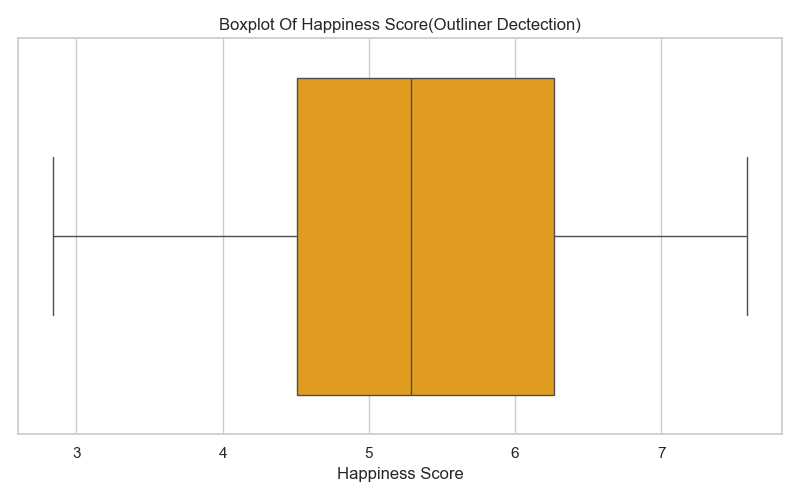 Boxplot Of Happiness Score(Outliner Dectection)
3 4 5 6 7
Happiness Score